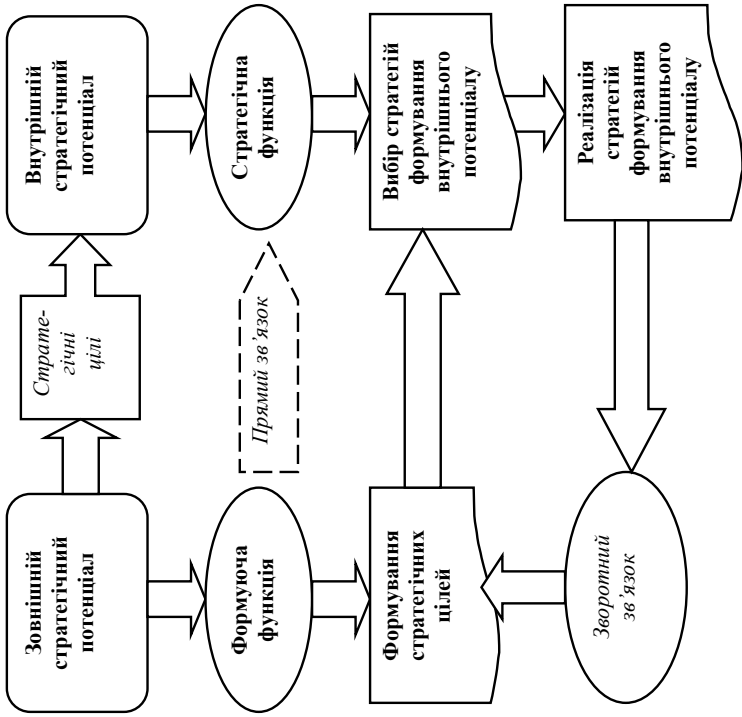 Зовнішній
стратегічний
потенціал
Страте-
гічні
цілі
Внутрішній
стратегічний
потенціал
Формуюча
функція
Прямий зв’язок
Стратегічна
функція
Формування
стратегічних
цілей
Вибір стратегій
формування
внутрішнього
потенціалу
Зворотний
зв’язок
Реалізація
стратегій
формування
внутрішнього
потенціалу